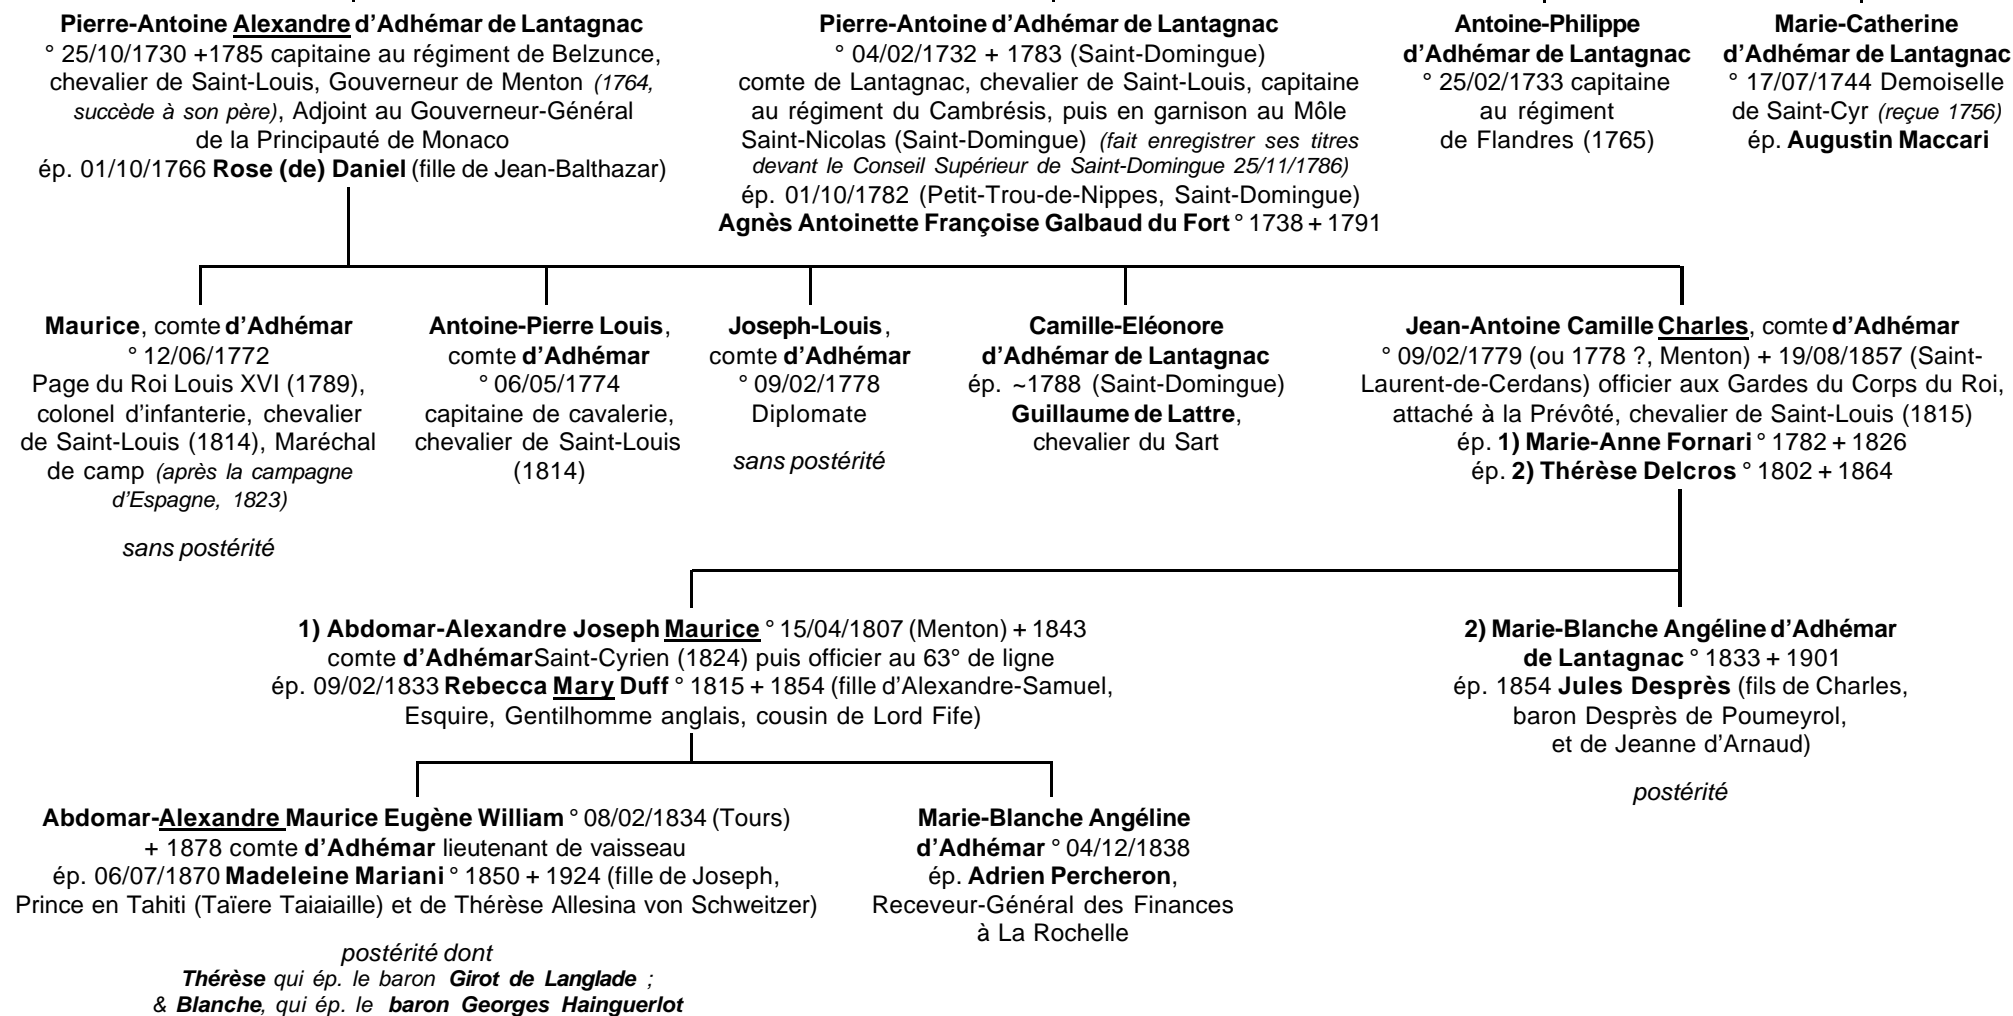 Pierre-Antoine Alexandre d'Adhémar de Lantagnac
° 25/10/1730 +1785 capitaine au régiment de Belzunce,
chevalier de Saint-Louis, Gouverneur de Menton (1764,
succède à son père), Adjoint au Gouverneur-Général
de la Principauté de Monaco
ép. 01/10/1766 Rose (de) Daniel (fille de Jean-Balthazar)
Pierre-Antoine d'Adhémar de Lantagnac
° 04/02/1732 + 1783 (Saint-Domingue)
comte de Lantagnac, chevalier de Saint-Louis, capitaine
au régiment du Cambrésis, puis en garnison au Môle
Saint-Nicolas (Saint-Domingue) (fait enregistrer ses titres
devant le Conseil Supérieur de Saint-Domingue 25/11/1786)
ép. 01/10/1782 (Petit-Trou-de-Nippes, Saint-Domingue)
Agnès Antoinette Françoise Galbaud du Fort ° 1738 + 1791
Antoine-Philippe
d'Adhémar de Lantagnac
° 25/02/1733 capitaine
au régiment
de Flandres (1765)
Marie-Catherine
d'Adhémar de Lantagnac
° 17/07/1744 Demoiselle
de Saint-Cyr (reçue 1756)
ép. Augustin Maccari
Maurice, comte d'Adhémar
° 12/06/1772
Page du Roi Louis XVI (1789),
colonel d'infanterie, chevalier
de Saint-Louis (1814), Maréchal
de camp (après la campagne
d'Espagne, 1823)
sans postérité
Antoine-Pierre Louis,
comte d'Adhémar
° 06/05/1774
capitaine de cavalerie,
chevalier de Saint-Louis
(1814)
Joseph-Louis,
comte d'Adhémar
° 09/02/1778
Diplomate
sans postérité
Camille-Eléonore
d'Adhémar de Lantagnac
ép. ~1788 (Saint-Domingue)
Guillaume de Lattre,
chevalier du Sart
Jean-Antoine Camille Charles, comte d'Adhémar
° 09/02/1779 (ou 1778 ?, Menton) + 19/08/1857 (Saint-
Laurent-de-Cerdans) officier aux Gardes du Corps du Roi,
attaché à la Prévôté, chevalier de Saint-Louis (1815)
ép. 1) Marie-Anne Fornari ° 1782 + 1826
ép. 2) Thérèse Delcros ° 1802 + 1864
1) Abdomar-Alexandre Joseph Maurice ° 15/04/1807 (Menton) + 1843
comte d'AdhémarSaint-Cyrien (1824) puis officier au 63° de ligne
ép. 09/02/1833 Rebecca Mary Duff ° 1815 + 1854 (fille d'Alexandre-Samuel,
Esquire, Gentilhomme anglais, cousin de Lord Fife)
2) Marie-Blanche Angéline d'Adhémar
de Lantagnac ° 1833 + 1901
ép. 1854 Jules Desprès (fils de Charles,
baron Desprès de Poumeyrol,
et de Jeanne d'Arnaud)
postérité
Abdomar-Alexandre Maurice Eugène William ° 08/02/1834 (Tours)
+ 1878 comte d'Adhémar lieutenant de vaisseau
ép. 06/07/1870 Madeleine Mariani ° 1850 + 1924 (fille de Joseph,
Prince en Tahiti (Taïere Taiaiaille) et de Thérèse Allesina von Schweitzer)
postérité dont
Thérèse qui ép. le baron Girot de Langlade ;
& Blanche, qui ép. le baron Georges Hainguerlot
Marie-Blanche Angéline
d'Adhémar ° 04/12/1838
ép. Adrien Percheron,
Receveur-Général des Finances
à La Rochelle